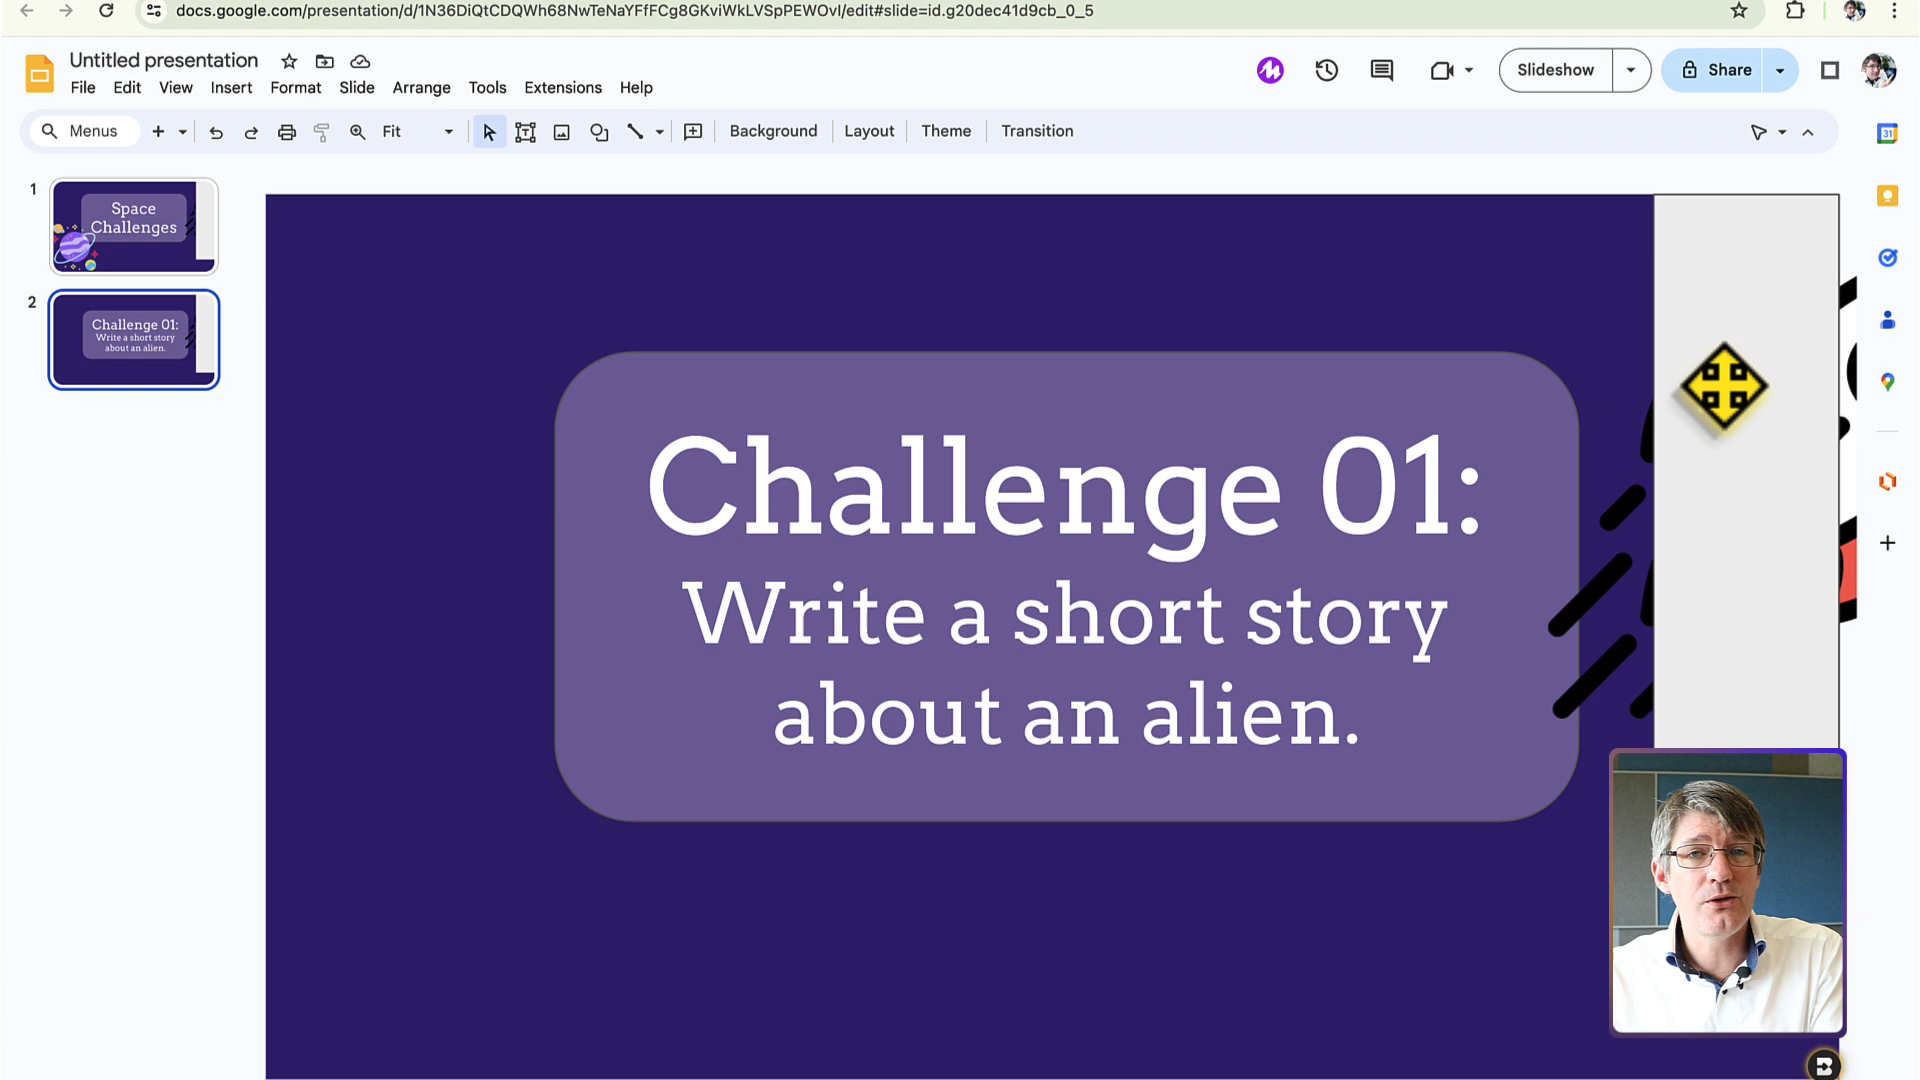 docs.google.com/presentation/d/1N36DiQtCDQWh68NwTeNaYFfFCg8GKviWkLVSpPEWOvI/edit#slide=id.g20dec41d9cb_0_5
Untitled presentation
File Edit View Insert Format Slide Arrange Tools Extensions Help
Slideshow
Share
Menus
Fit
Background
Layout
Theme
Transition
31
1
Space
Challenges
2
Challenge 01:
Write a short story
about an alien.
Challenge 01:
Write a short story
about an alien.